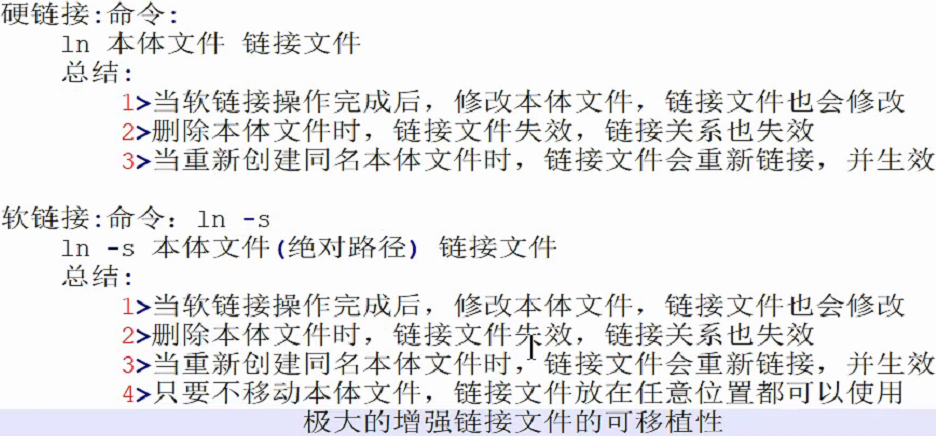 硬链接:命令:
ln 本体文件 链接文件
总结:
1>当软链接操作完成后，修改本体文件，链接文件也会修改
2>删除本体文件时，链接文件失效，链接关系也失效
3>当重新创建同名本体文件时，链接文件会重新链接，并生效
软链接:命令：ln -s
ln -s 本体文件(绝对路径) 链接文件
总结:
1>当软链接操作完成后，修改本体文件，链接文件也会修改
2>删除本体文件时，链接文件失效，链接关系也失效
3>当重新创建同名本体文件时，链接文件会重新链接，并生效
4>只要不移动本体文件，链接文件放在任意位置都可以使用
极大的增强链接文件的可移植性